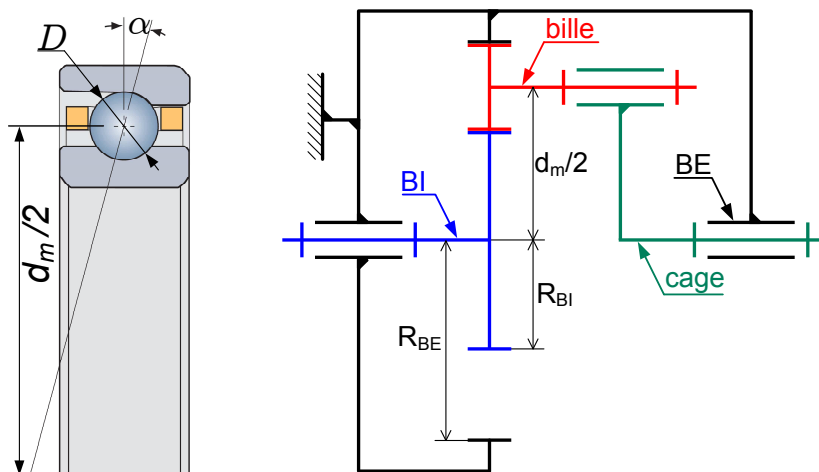 D
α
d_m/2
bille
d_m/2
BI
BE
R_BI
cage
R_BE